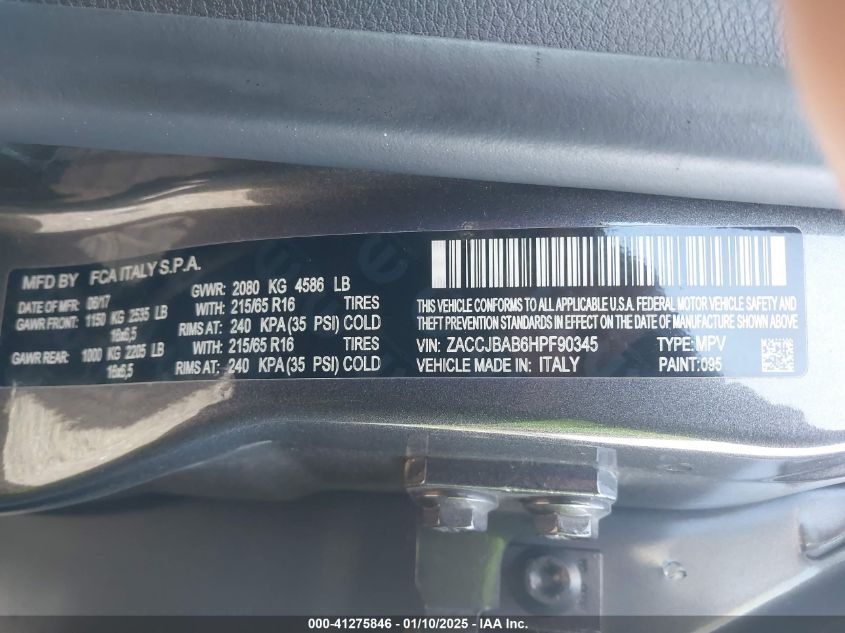 MFD BY FCA ITALY S.P.A.
DATE OF MFR 08/17
GAWR FRONT: 1150 KG 2535 LB
16x6,5
GAWR REAR: 1000 KG 2205 LB
16x6,5
GVWR: 2080 KG 4586 LB
WITH: 215/65 R16 TIRES
RIMS AT: 240 KPA (35 PSI) COLD
WITH: 215/65 R16 TIRES
RIMS AT: 240 KPA (35 PSI) COLD
THIS VEHICLE CONFORMS TO ALL APPLICABLE U.S.A. FEDERAL MOTOR VEHICLE SAFETY AND
THEFT PREVENTION STANDARDS IN EFFECT ON THE DATE OF MANUFACTURE SHOWN ABOVE
VIN: ZACCJBAB6HPF90345 TYPE: MPV
VEHICLE MADE IN: ITALY PAINT: 095
000-41275846 — 01/10/2025 — IAA Inc.